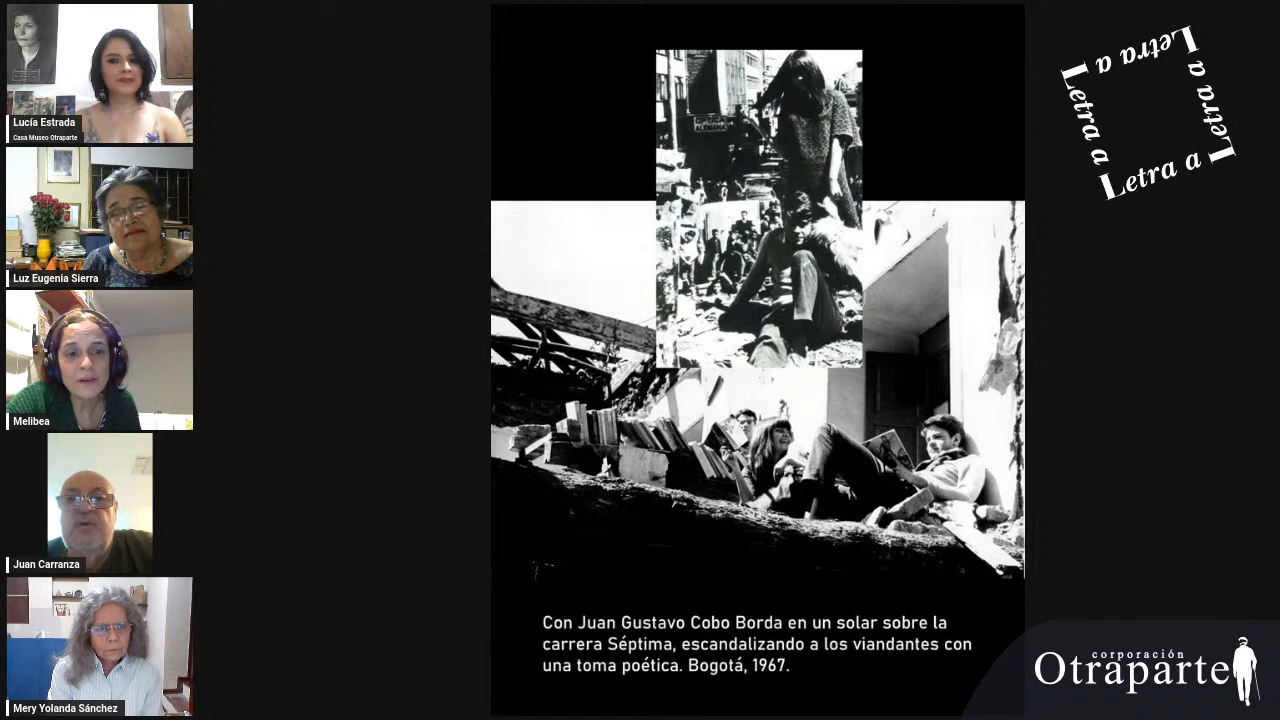 Lucía Estrada
Casa Museo Otraparte
Luz Eugenia Sierra
Melibea
Juan Carranza
Mery Yolanda Sánchez
Con Juan Gustavo Cobo Borda en un solar sobre la
carrera Séptima, escandalizando a los viandantes con
una toma poética. Bogotá, 1967.
Letra a
Letra a
Letra a
Letra a
corporación
Otraparte